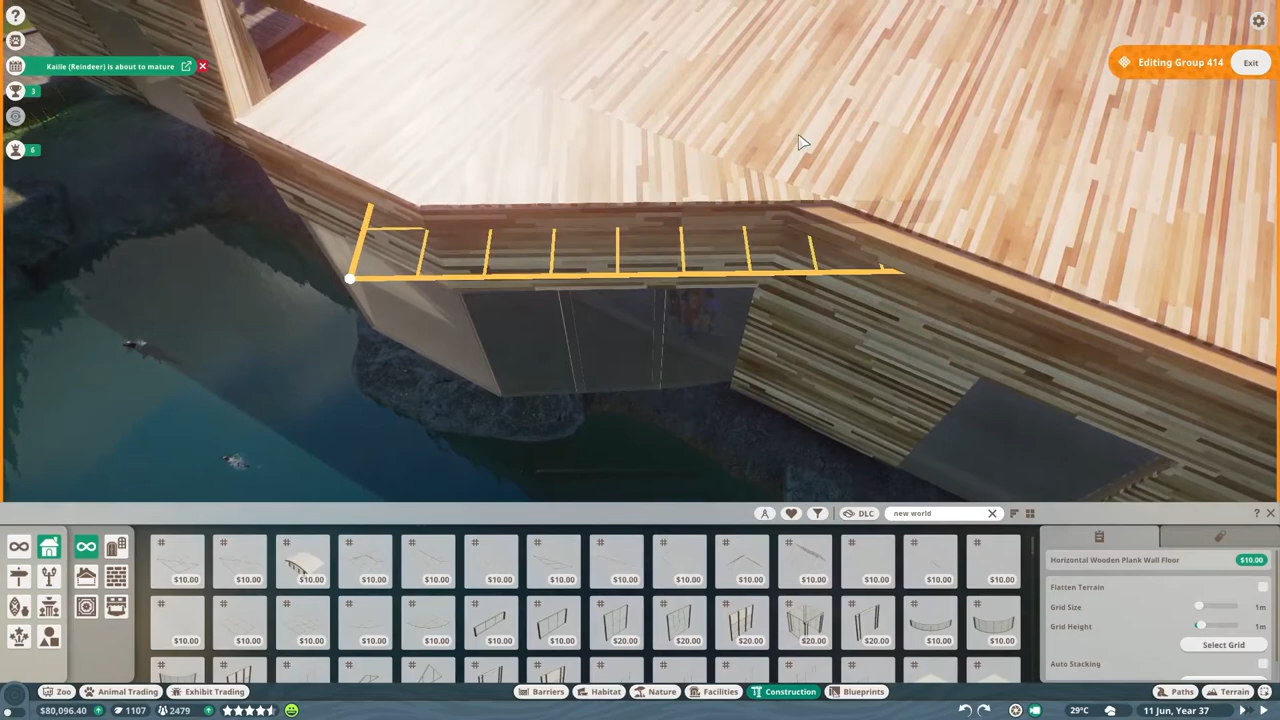 ?
Kaille (Reindeer) is about to mature
3
6
Editing Group 414
Exit
A
DLC
new world
?
$10.00 $10.00 $10.00 $10.00 $10.00 $10.00 $10.00 $10.00 $10.00 $10.00 $10.00 $10.00 $10.00 $10.00
$10.00 $10.00 $10.00 $10.00 $10.00 $10.00 $10.00 $20.00 $20.00 $20.00 $20.00 $20.00 $10.00 $10.00
Horizontal Wooden Plank Wall Floor $10.00
Flatten Terrain
Grid Size 1m
Grid Height 1m
Select Grid
Auto Stacking
Zoo Animal Trading Exhibit Trading Barriers Habitat Nature Facilities Construction Blueprints Paths Terrain
$80,096.40 1107 2479 29°C 11 Jun, Year 37